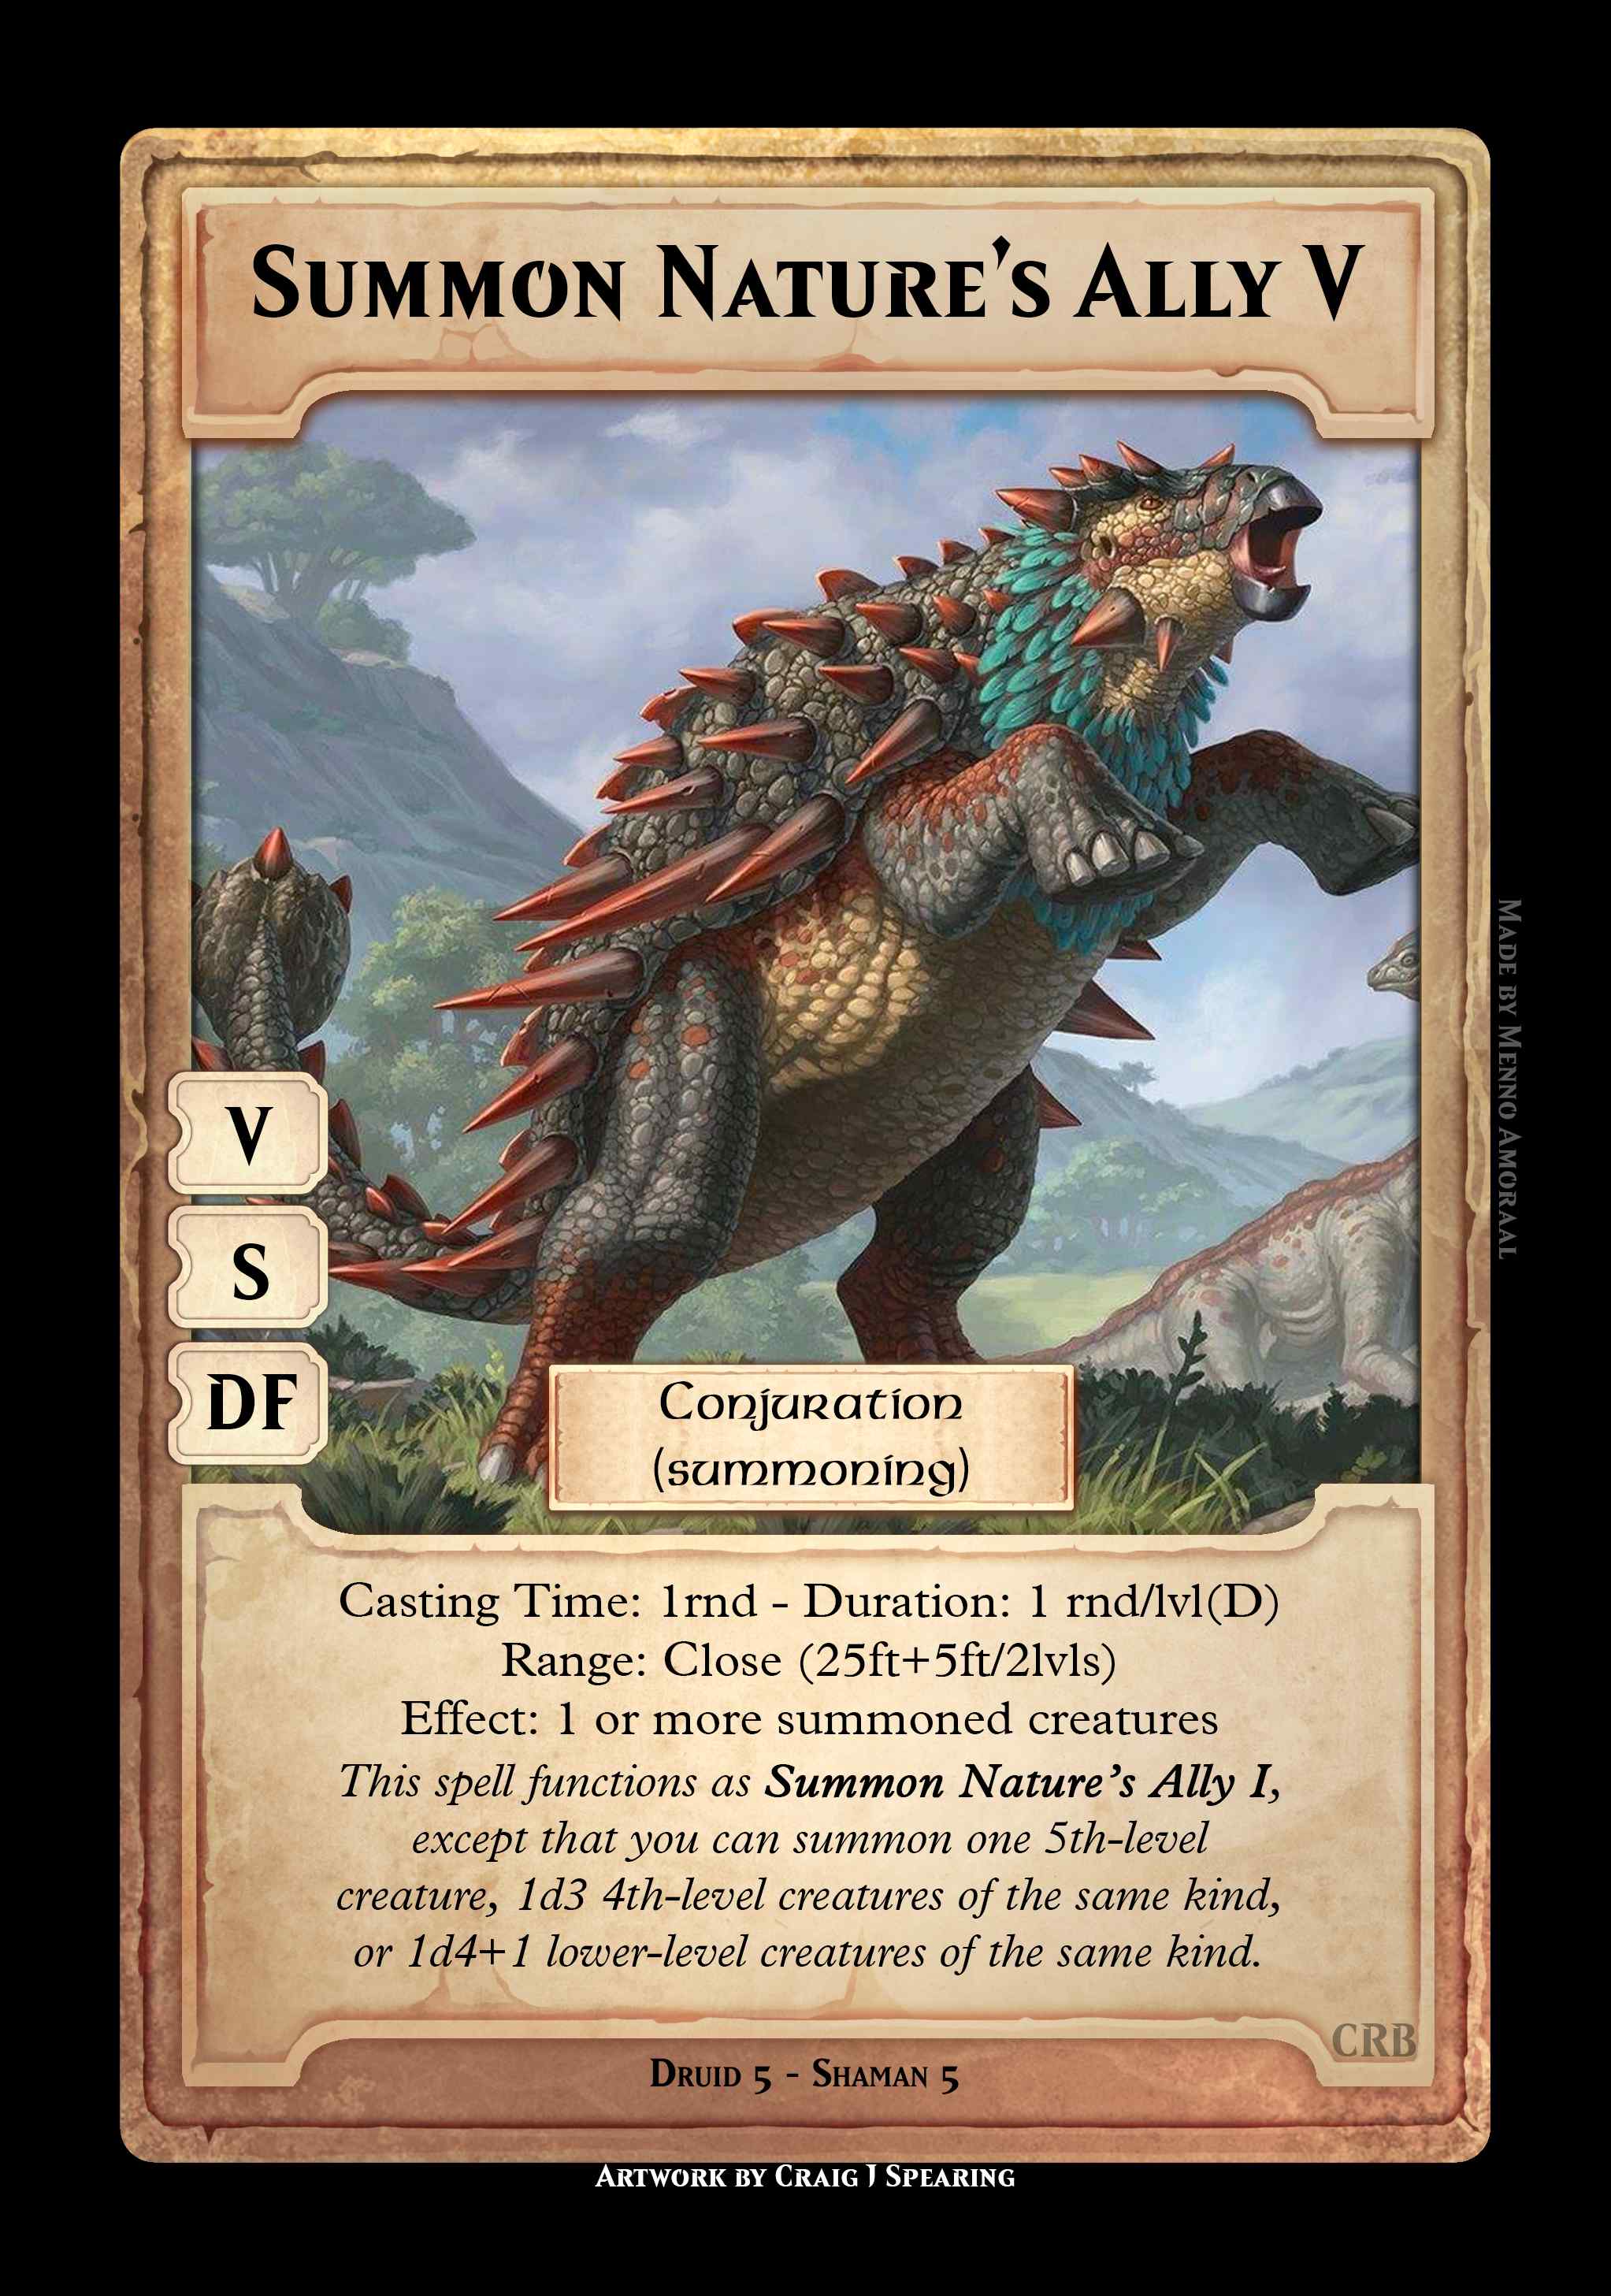 Summon Nature's Ally V
V
S
DF
Conjuration
(summoning)
Casting Time: 1rnd - Duration: 1 rnd/lvl(D)
Range: Close (25ft+5ft/2lvls)
Effect: 1 or more summoned creatures
This spell functions as Summon Nature's Ally I,
except that you can summon one 5th-level
creature, 1d3 4th-level creatures of the same kind,
or 1d4+1 lower-level creatures of the same kind.
CRB
Druid 5 - Shaman 5
Artwork by Craig J Spearing
Made by Menno Amoraal